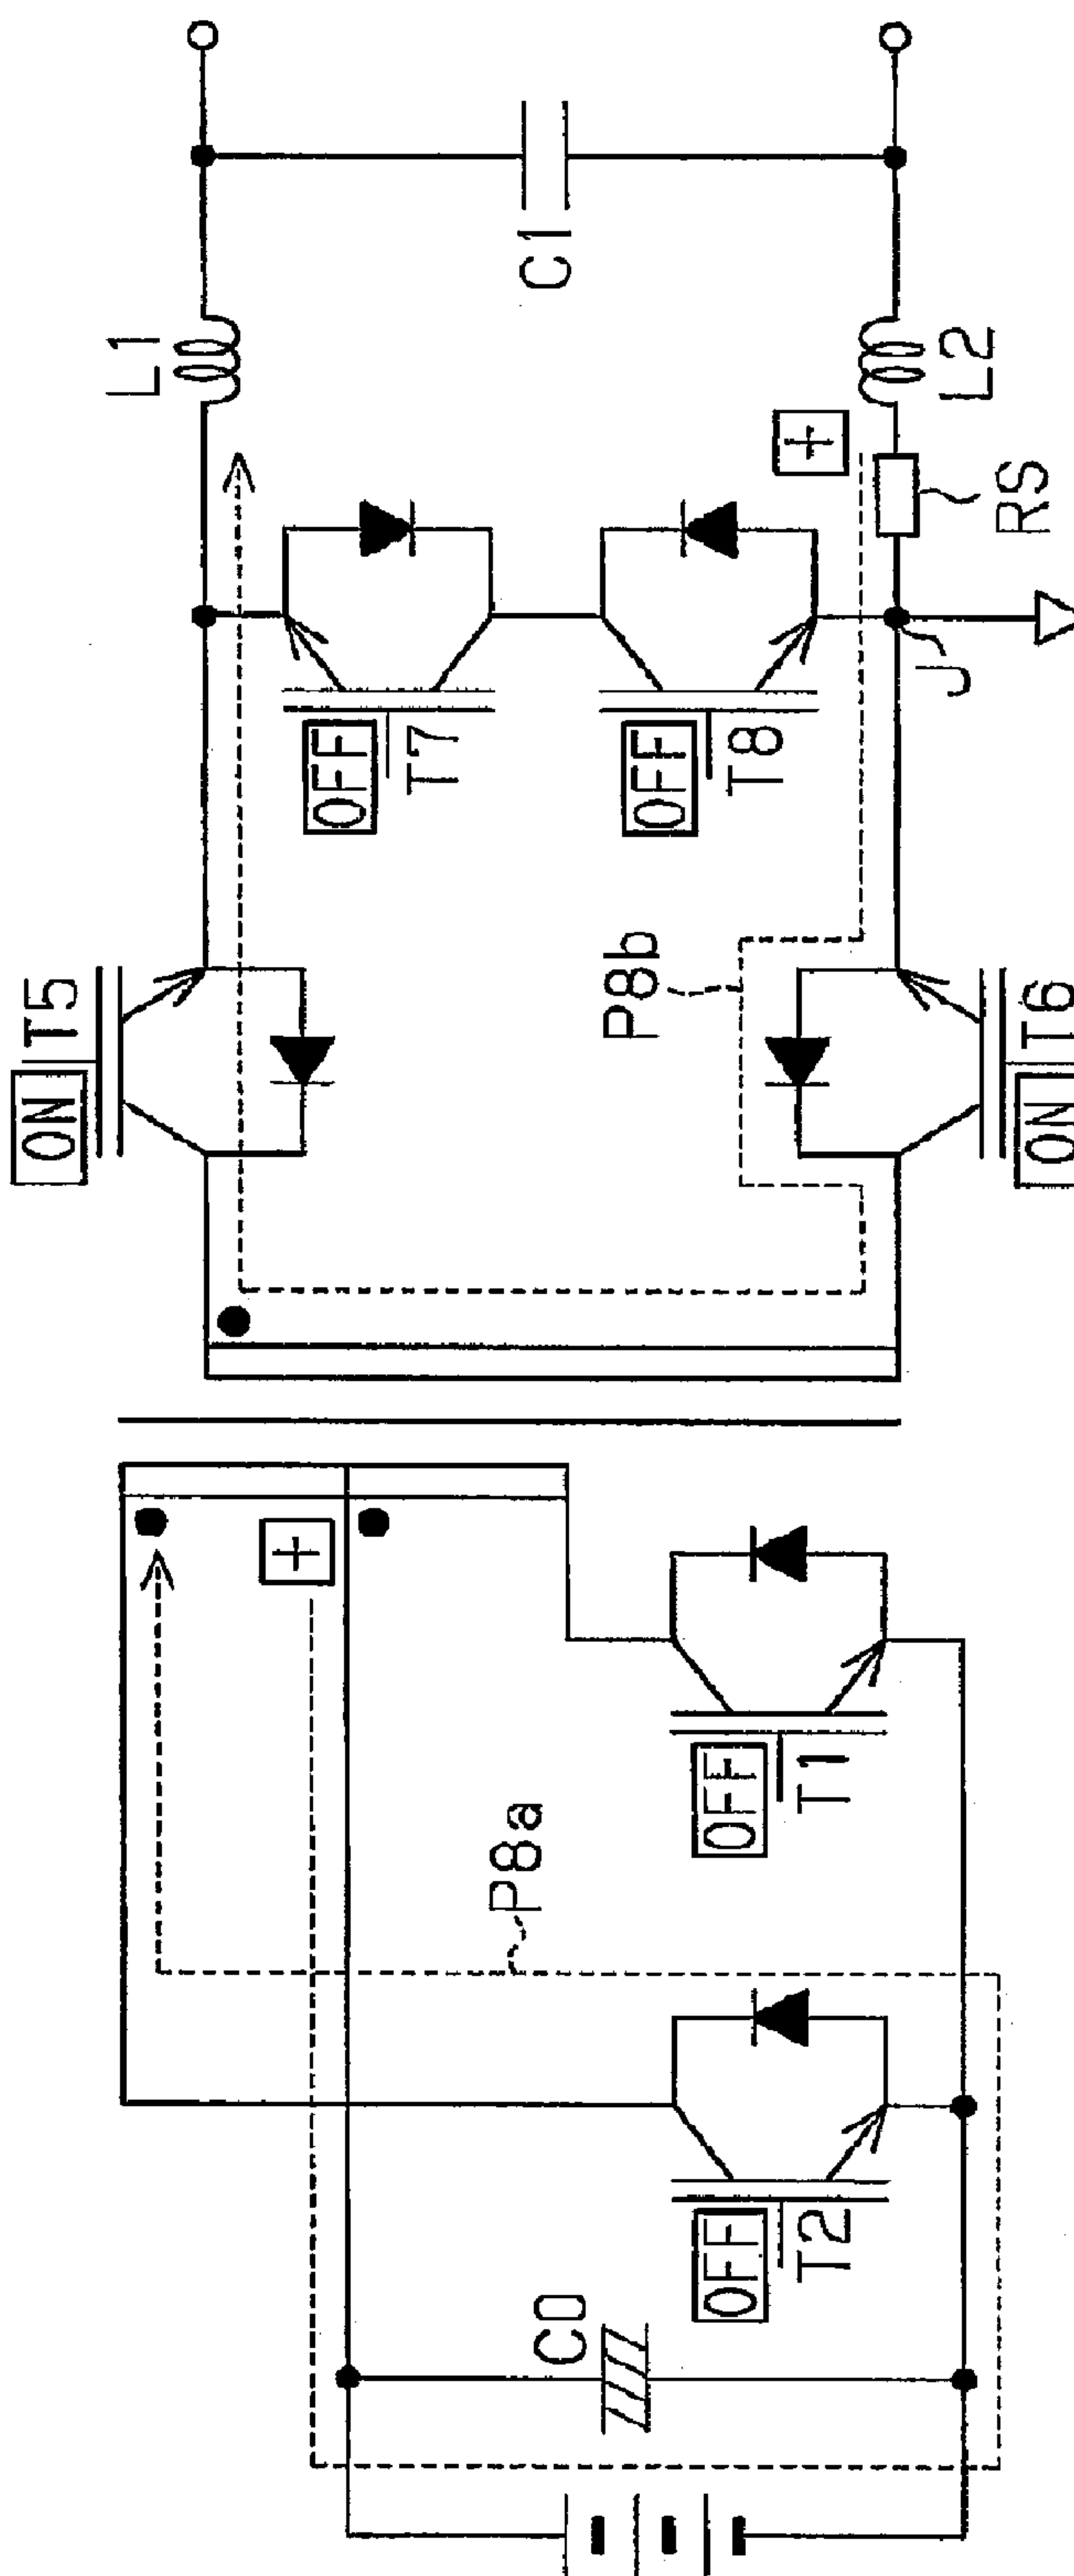 C1
L1
L2
+
RS
J
OFF
T7
OFF
T8
ON
T5
P8b
ON
T6
+
OFF
T1
P8a
OFF
T2
C0